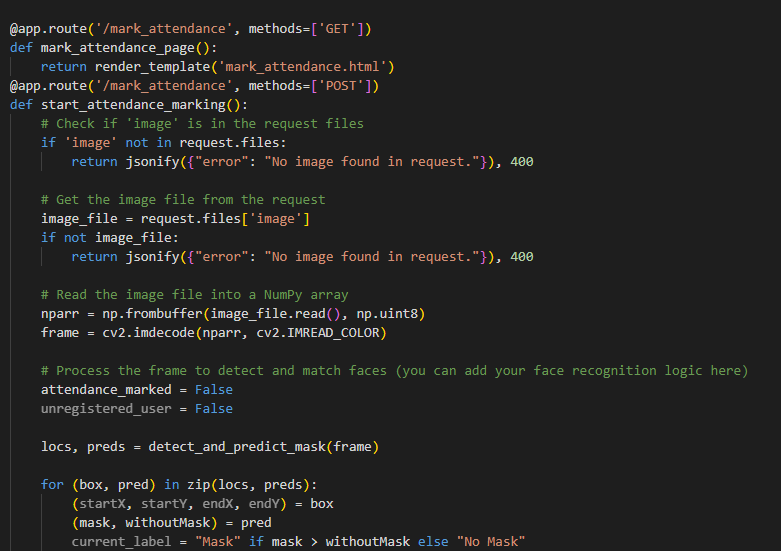 @app.route('/mark_attendance', methods=['GET'])
def mark_attendance_page():
    return render_template('mark_attendance.html')
@app.route('/mark_attendance', methods=['POST'])
def start_attendance_marking():
    # Check if 'image' is in the request files
    if 'image' not in request.files:
        return jsonify({"error": "No image found in request."}), 400

    # Get the image file from the request
    image_file = request.files['image']
    if not image_file:
        return jsonify({"error": "No image found in request."}), 400

    # Read the image file into a NumPy array
    nparr = np.frombuffer(image_file.read(), np.uint8)
    frame = cv2.imdecode(nparr, cv2.IMREAD_COLOR)

    # Process the frame to detect and match faces (you can add your face recognition logic here)
    attendance_marked = False
    unregistered_user = False

    locs, preds = detect_and_predict_mask(frame)

    for (box, pred) in zip(locs, preds):
        (startX, startY, endX, endY) = box
        (mask, withoutMask) = pred
        current_label = "Mask" if mask > withoutMask else "No Mask"